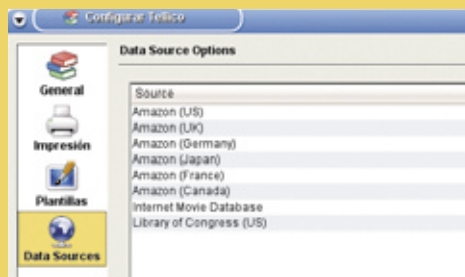 Configurar Tellico
Data Source Options
General
Impresión
Plantillas
Data Sources
Source
Amazon (US)
Amazon (UK)
Amazon (Germany)
Amazon (Japan)
Amazon (France)
Amazon (Canada)
Internet Movie Database
Library of Congress (US)